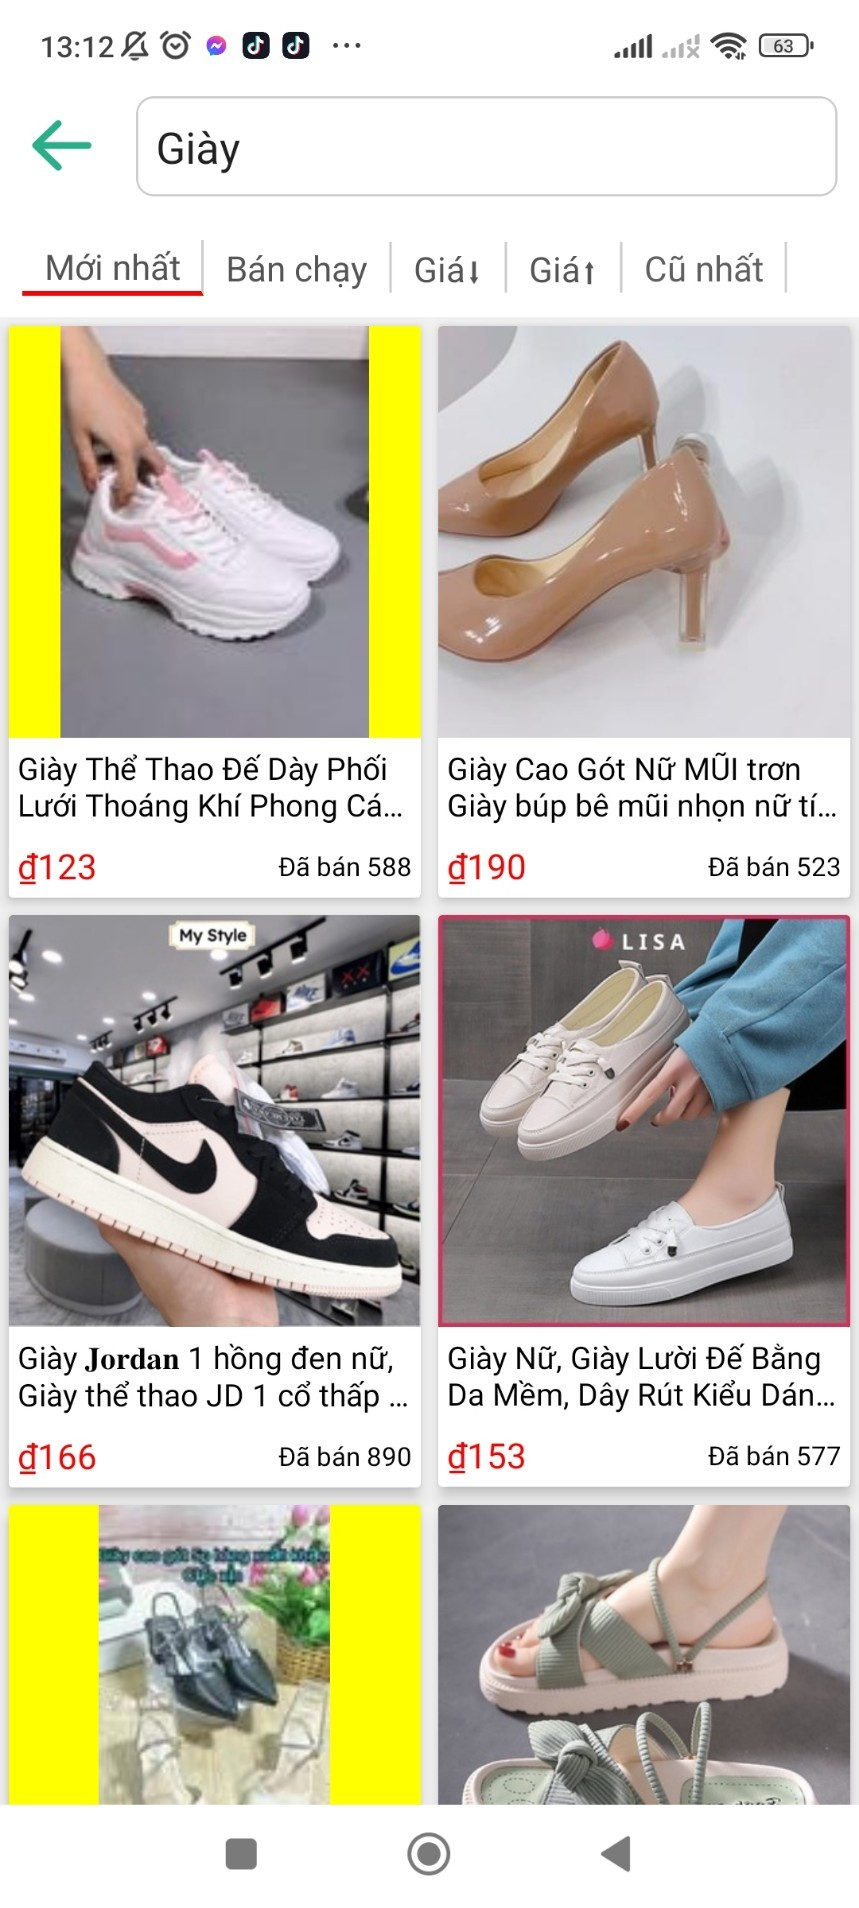 13:12
63
Giày
Mới nhất
Bán chạy
Giá⭣
Giá⭡
Cũ nhất
Giày Thể Thao Đế Dày Phối
Lưới Thoáng Khí Phong Cá...
₫123
Đã bán 588
Giày Cao Gót Nữ MŨI trơn
Giày búp bê mũi nhọn nữ tí...
₫190
Đã bán 523
My Style
Giày 𝐉𝐨𝐫𝐝𝐚𝐧 1 hồng đen nữ,
Giày thể thao JD 1 cổ thấp ...
₫166
Đã bán 890
LISA
Giày Nữ, Giày Lười Đế Bằng
Da Mềm, Dây Rút Kiểu Dán...
₫153
Đã bán 577